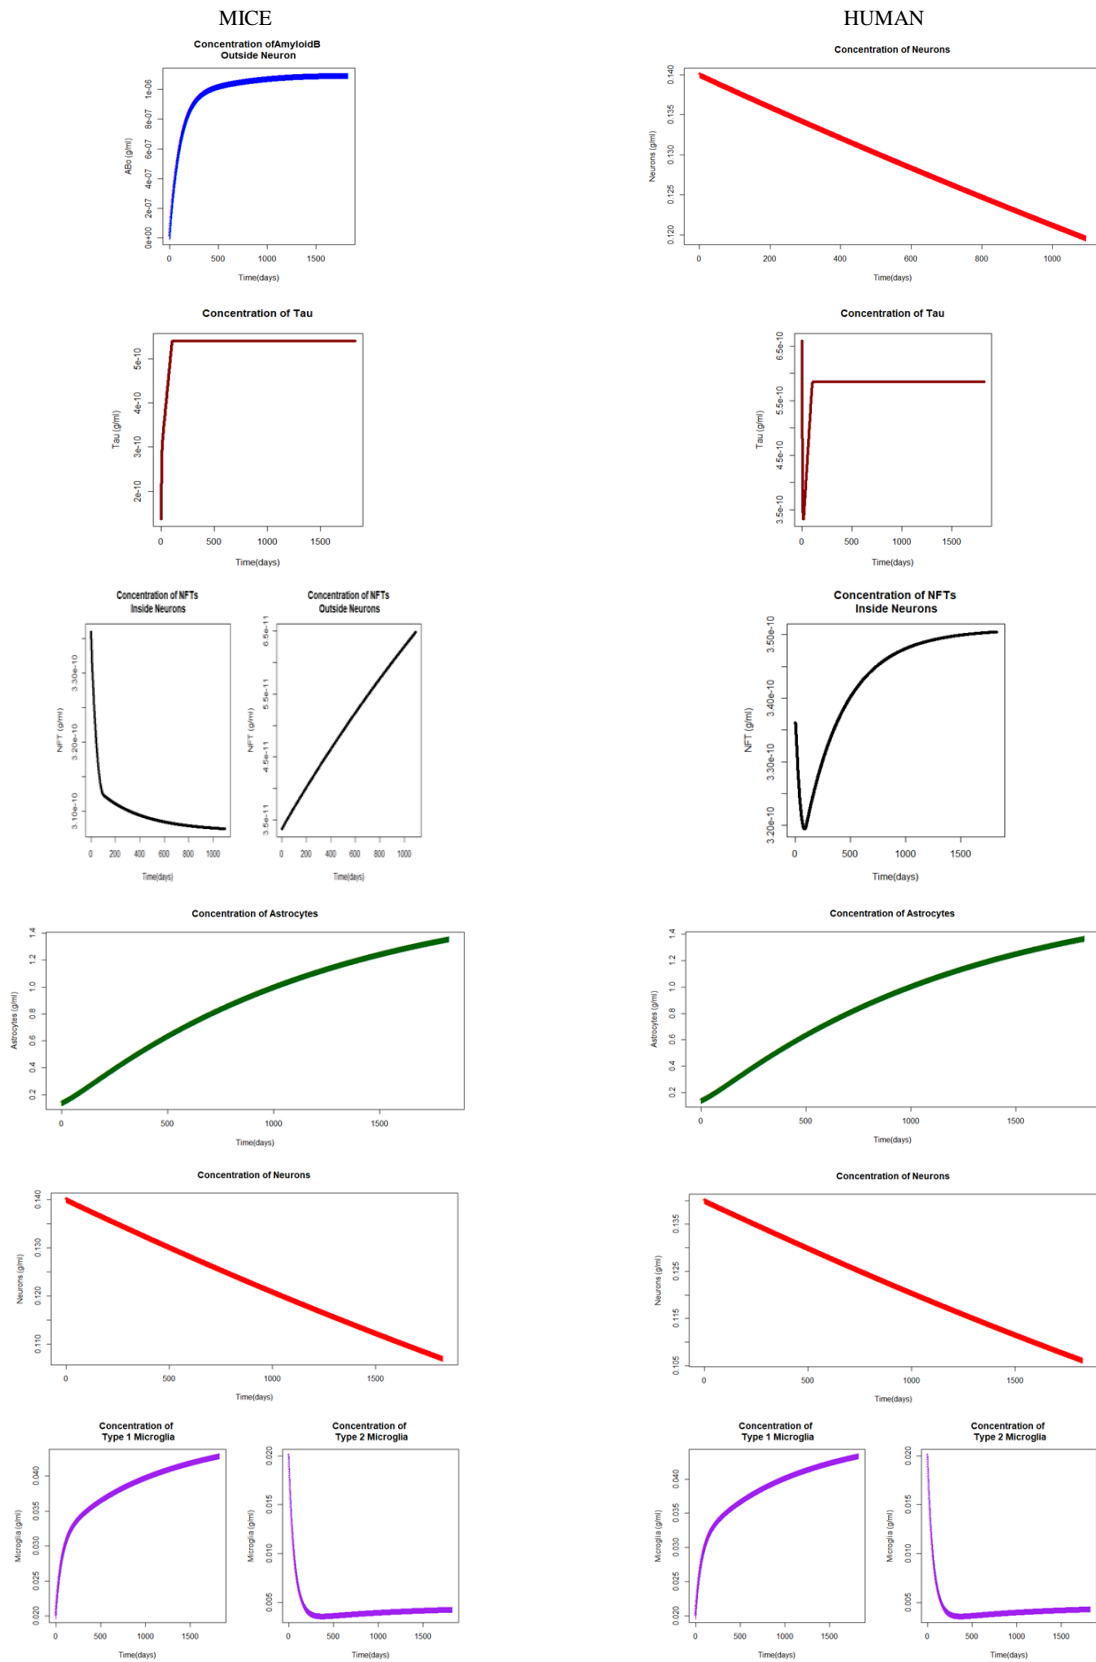 MICE
HUMAN
Concentration ofAmyloidB
Outside Neuron
ABo (g/ml)
0e+00 2e-07 4e-07 6e-07 8e-07 1e-06
0 500 1000 1500
Time(days)
Concentration of Neurons
Neurons (g/ml)
0.120 0.125 0.130 0.135 0.140
0 200 400 600 800 1000
Time(days)
Concentration of Tau
Tau (g/ml)
2e-10 3e-10 4e-10 5e-10
0 500 1000 1500
Time(days)
Concentration of Tau
Tau (g/ml)
3.5e-10 4.5e-10 5.5e-10 6.5e-10
0 500 1000 1500
Time(days)
Concentration of NFTs
Inside Neurons
NFT (g/ml)
3.10e-10 3.20e-10 3.30e-10
0 200 400 600 800 1000
Time(days)
Concentration of NFTs
Outside Neurons
NFT (g/ml)
3.5e-11 4.5e-11 5.5e-11 6.5e-11
0 200 400 600 800 1000
Time(days)
Concentration of NFTs
Inside Neurons
NFT (g/ml)
3.20e-10 3.30e-10 3.40e-10 3.50e-10
0 500 1000 1500
Time(days)
Concentration of Astrocytes
Astrocytes (g/ml)
0.2 0.4 0.6 0.8 1.0 1.2 1.4
0 500 1000 1500
Time(days)
Concentration of Astrocytes
Astrocytes (g/ml)
0.2 0.4 0.6 0.8 1.0 1.2 1.4
0 500 1000 1500
Time(days)
Concentration of Neurons
Neurons (g/ml)
0.110 0.120 0.130 0.140
0 500 1000 1500
Time(days)
Concentration of Neurons
Neurons (g/ml)
0.105 0.115 0.125 0.135
0 500 1000 1500
Time(days)
Concentration of
Type 1 Microglia
Microglia (g/ml)
0.020 0.025 0.030 0.035 0.040
0 500 1000 1500
Time(days)
Concentration of
Type 2 Microglia
Microglia (g/ml)
0.005 0.010 0.015 0.020
0 500 1000 1500
Time(days)
Concentration of
Type 1 Microglia
Microglia (g/ml)
0.020 0.025 0.030 0.035 0.040
0 500 1000 1500
Time(days)
Concentration of
Type 2 Microglia
Microglia (g/ml)
0.005 0.010 0.015 0.020
0 500 1000 1500
Time(days)